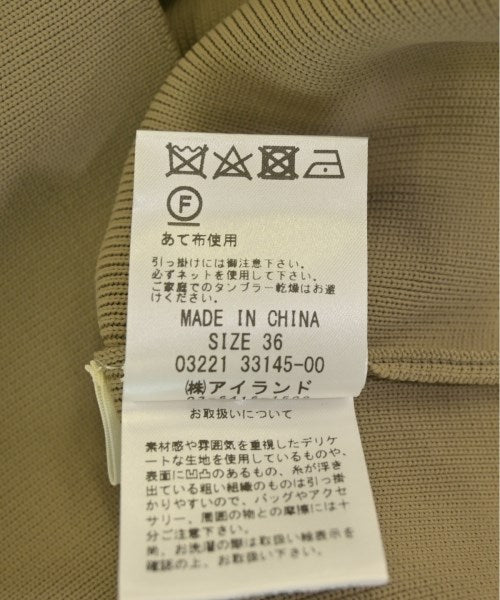 F
あて布使用
引っ掛けには御注意下さい。
必ずネットを使用して下さい。
ご家庭でのタンブラー乾燥はお避
けください。
MADE IN CHINA
SIZE 36
03221 33145-00
㈱アイランド
お取扱いについて
素材感や雰囲気を重視したデリケ
ートな生地を使用しているものや、
表面に凹凸のあるもの、糸が浮き
出ている粗い組織のものは引っ掛
かりやすいので、バッグやアクセ
サリー、周囲の物との摩擦には十
分ご注意下さい。
尚、お洗濯の際は取扱い絵表示を
確認の上、お取扱い下さい。